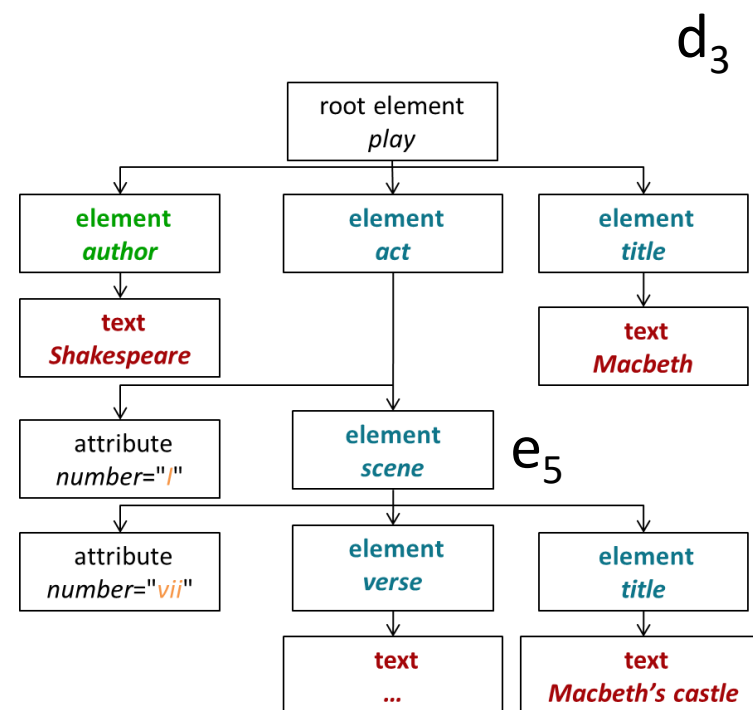 d3
root element
play
element
author
element
act
element
title
text
Shakespeare
text
Macbeth
attribute
number="I"
element
scene
e5
attribute
number="vii"
element
verse
element
title
text
...
text
Macbeth’s castle